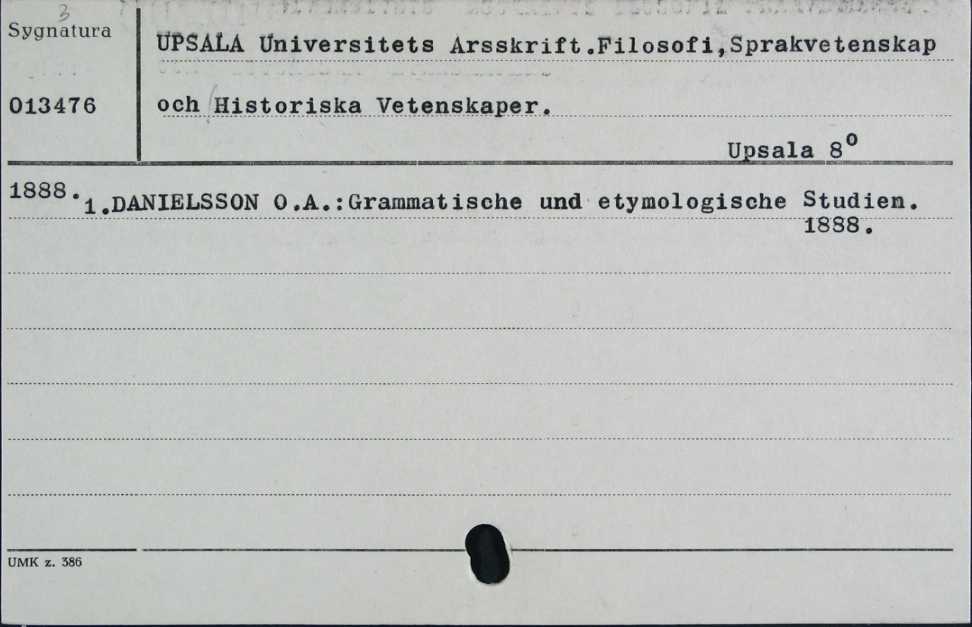 3
Sygnatura
UPSALA Universitets Arsskrift.Filosofi,Sprakvetenskap
013476
och Historiska Vetenskaper.
Upsala 8º
1888.
1.DANIELSSON O.A.:Grammatische und etymologische Studien.
1888.
UMK z. 386